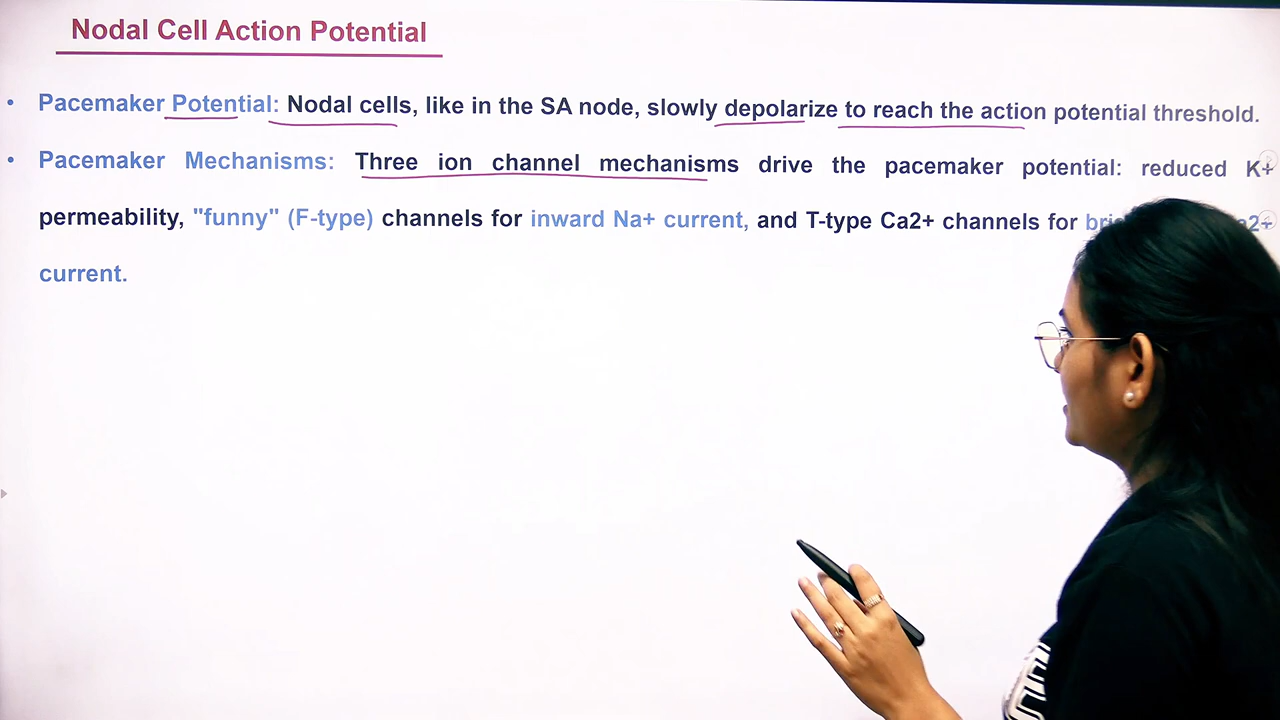 Nodal Cell Action Potential
• Pacemaker Potential: Nodal cells, like in the SA node, slowly depolarize to reach the action potential threshold.
• Pacemaker Mechanisms: Three ion channel mechanisms drive the pacemaker potential: reduced K+
permeability, "funny" (F-type) channels for inward Na+ current, and T-type Ca2+ channels for
current.